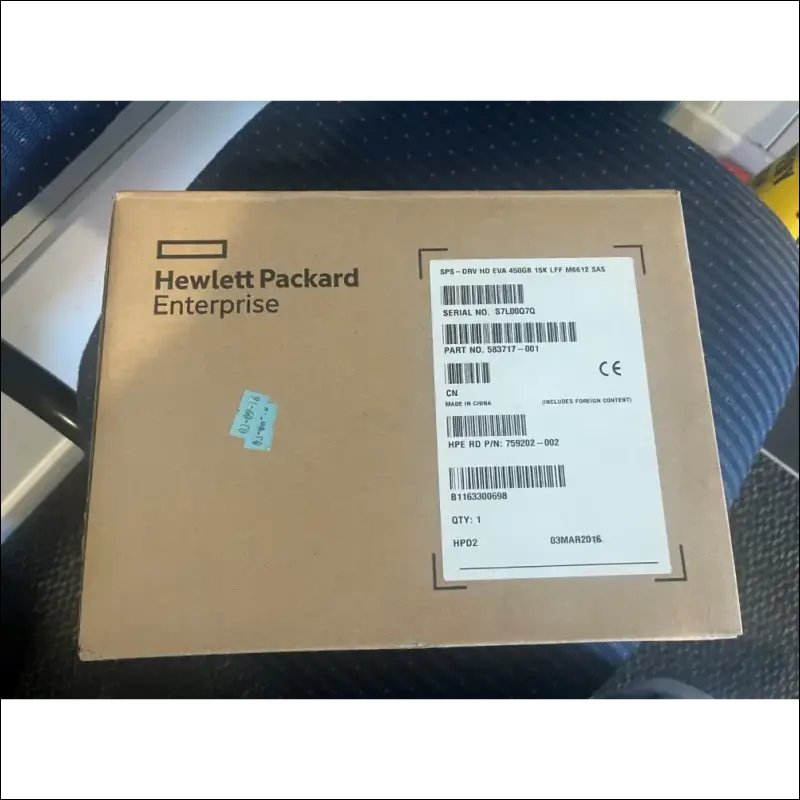 Hewlett Packard
Enterprise
SPS-DRV HD EVA 450GB 15K LFF M6612 SAS
SERIAL NO. S7L00Q7Q
PART NO. 583717-001
CE
CN
MADE IN CHINA (INCLUDES FOREIGN CONTENT)
HPE RD P/N: 759202-002
B1163300698
QTY: 1
HPD2 03MAR2016